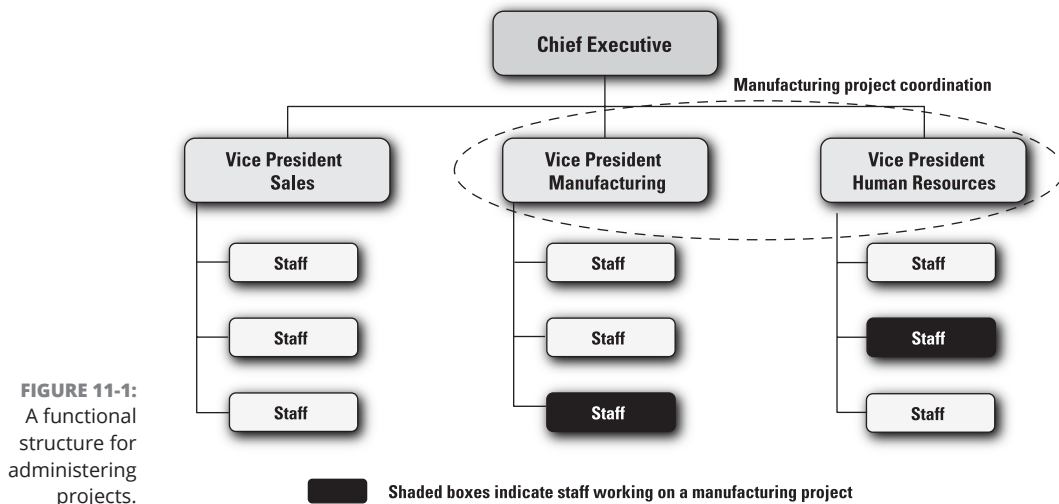 Chief Executive
Manufacturing project coordination
Vice President
Sales
Vice President
Manufacturing
Vice President
Human Resources
Staff
Staff
Staff
Staff
Staff
Staff
Staff
Staff
Staff
FIGURE 11-1:
A functional
structure for
administering
projects.
Shaded boxes indicate staff working on a manufacturing project